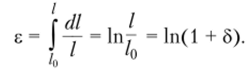 ε = ∫_{l₀}^{l} dl/l = ln l/l₀ = ln(1 + δ).